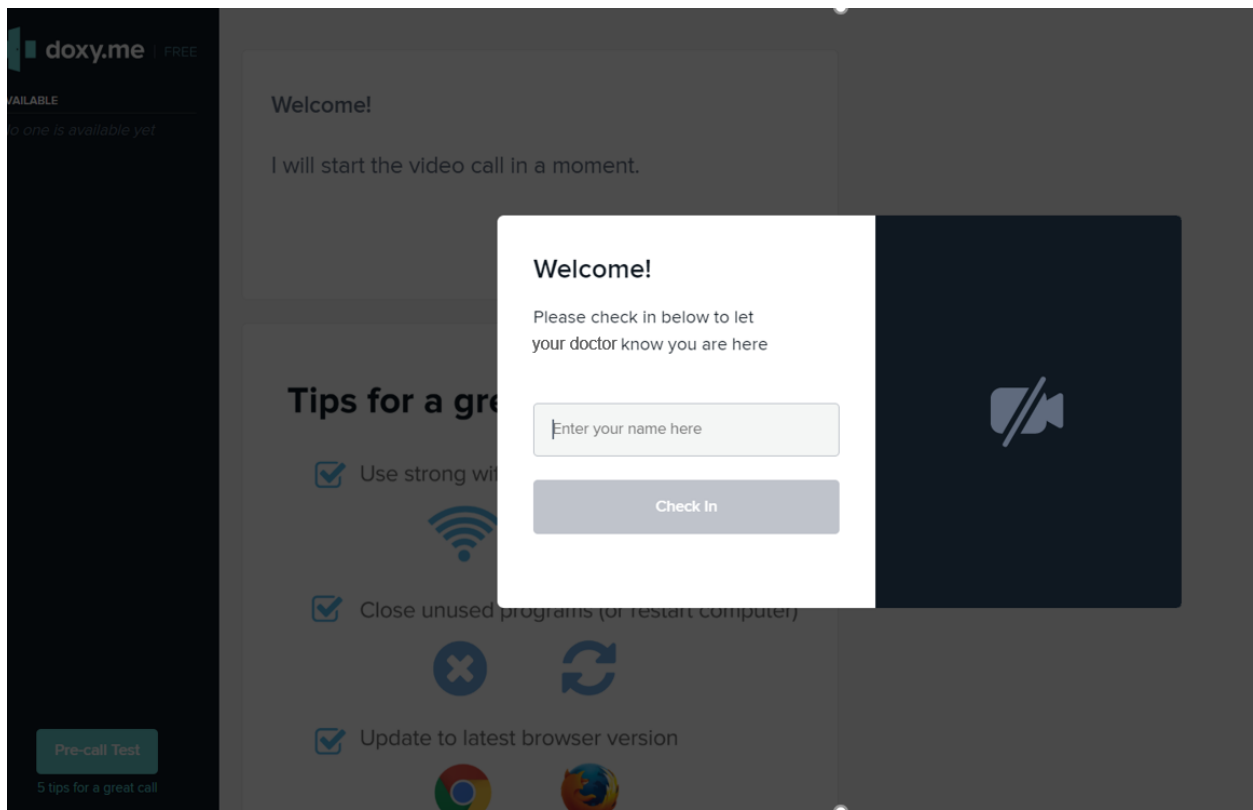 doxy.me | FREE
VAILABLE
lo one is available yet
Welcome!
I will start the video call in a moment.
Welcome!
Please check in below to let
your doctor know you are here
Enter your name here
Check In
Tips for a gre
Use strong wi
Close unused programs (or restart computer)
Update to latest browser version
Pre-call Test
5 tips for a great call